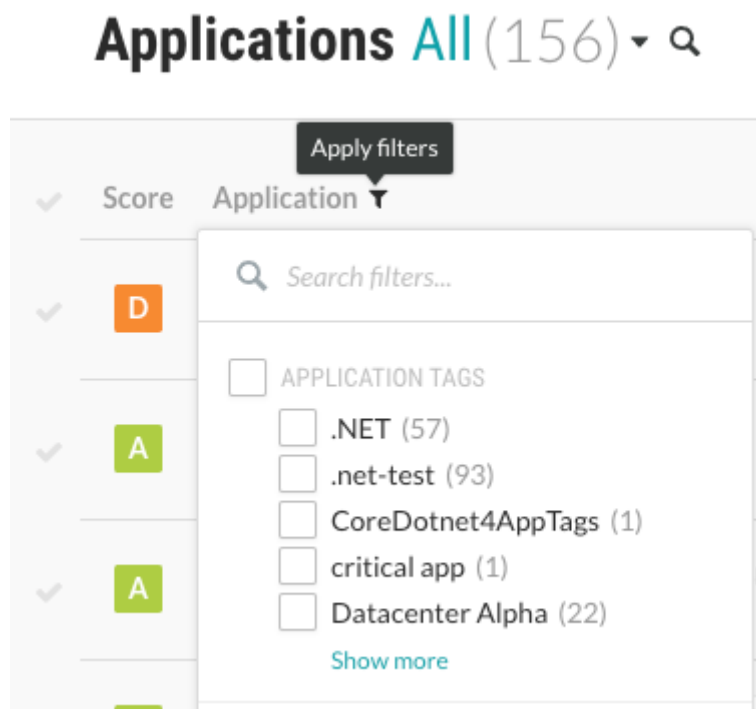 Applications All (156)
Apply filters
Score Application
Search filters...
D
APPLICATION TAGS
.NET (57)
A
.net-test (93)
CoreDotnet4AppTags (1)
critical app (1)
A
Datacenter Alpha (22)
Show more